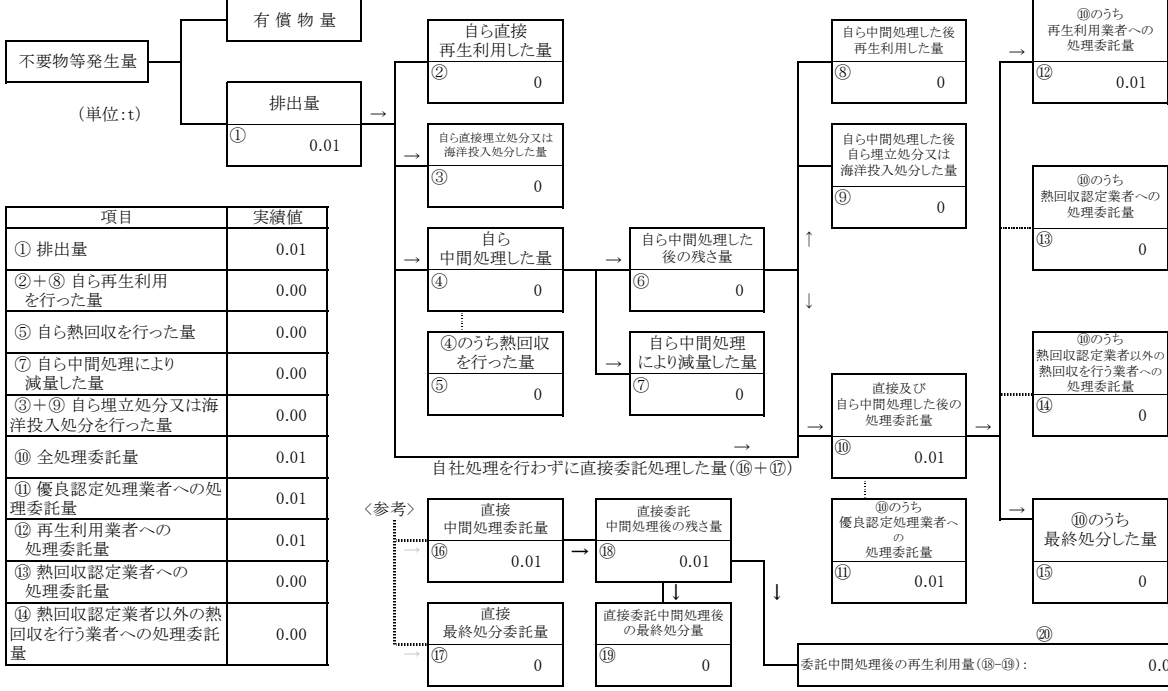 有 償 物 量
不要物等発生量
(単位:t)
排出量
①
0.01
→
自ら直接
再生利用した量
②
0
→
自ら直接埋立処分又は
海洋投入処分した量
③
0
→
自ら
中間処理した量
④
0
④のうち熱回収
を行った量
⑤
0
→
自ら中間処理した
後の残さ量
⑥
0
→
自ら中間処理
により減量した量
⑦
0
自ら中間処理した後
再生利用した量
⑧
0
自ら中間処理した後
自ら埋立処分又は
海洋投入処分した量
⑨
0
↑
↓
→
自社処理を行わずに直接委託処理した量(⑯+⑰)
→
直接及び
自ら中間処理した後の
処理委託量
⑩
0.01
⑩のうち
優良認定処理業者へ
の
処理委託量
⑪
0.01
→
→
⑩のうち
再生利用業者への
処理委託量
⑫
0.01
⑩のうち
熱回収認定業者への
処理委託量
⑬
0
⑩のうち
熱回収認定業者以外の
熱回収を行う業者への
処理委託量
⑭
0
→
⑩のうち
最終処分した量
⑮
0
項目 実績値
① 排出量 0.01
②+⑧ 自ら再生利用
を行った量 0.00
⑤ 自ら熱回収を行った量 0.00
⑦ 自ら中間処理により
減量した量 0.00
③+⑨ 自ら埋立処分又は海
洋投入処分を行った量 0.00
⑩ 全処理委託量 0.01
⑪ 優良認定処理業者への処
理委託量 0.01
⑫ 再生利用業者への
処理委託量 0.01
⑬ 熱回収認定業者への
処理委託量 0.00
⑭ 熱回収認定業者以外の熱
回収を行う業者への処理委託
量 0.00
〈参考〉
→
直接
中間処理委託量
⑯
0.01
→
直接委託
中間処理後の残さ量
⑱
0.01
→
直接
最終処分委託量
⑰
0
↓
直接委託中間処理後
の最終処分量
⑲
0
↓
⑳
委託中間処理後の再生利用量(⑱-⑲): 0.0